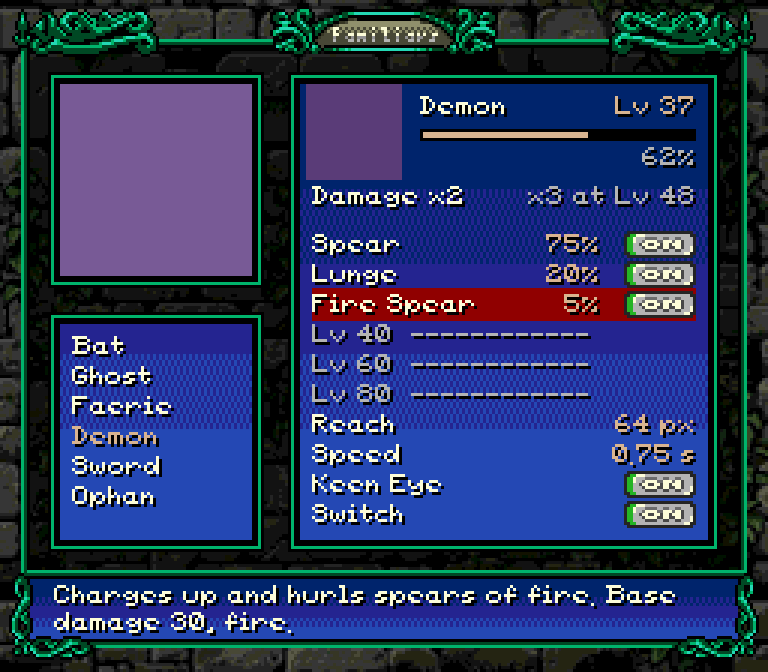 Familiars
Demon Lv 37
62%
Damage x2 x3 at Lv 48
Spear 75% ON
Lunge 20% ON
Fire Spear 5% ON
Lv 40 ------------
Lv 60 ------------
Lv 80 ------------
Reach 64 px
Speed 0.75 s
Keen Eye ON
Switch ON
Bat
Ghost
Faerie
Demon
Sword
Ophan
Charges up and hurls spears of fire. Base
damage 30, fire.